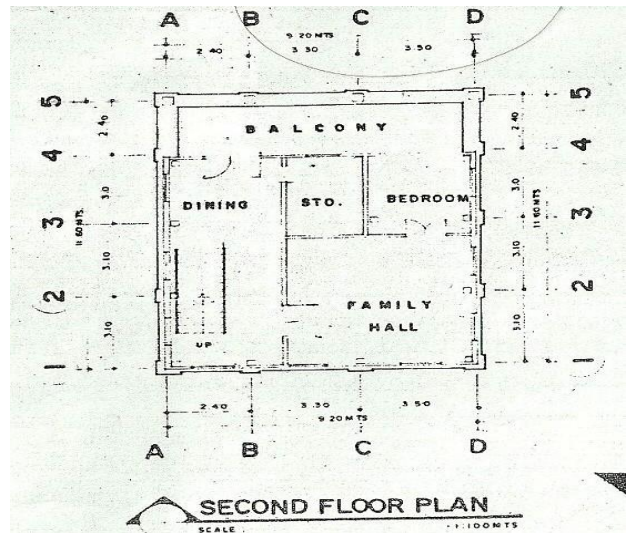 A B C D
9.20 MTS
2.40 3.30 3.50
5 5
2.40 2.40
BALCONY
4 4
3.0 3.0
DINING STO. BEDROOM
3 3
11.60 MTS 11.60 MTS
3.10 3.10
2 2
FAMILY
HALL
3.10 3.10
UP
1 1
2.40 3.30 3.50
9.20 MTS
A B C D
SECOND FLOOR PLAN
SCALE 1:100 MTS